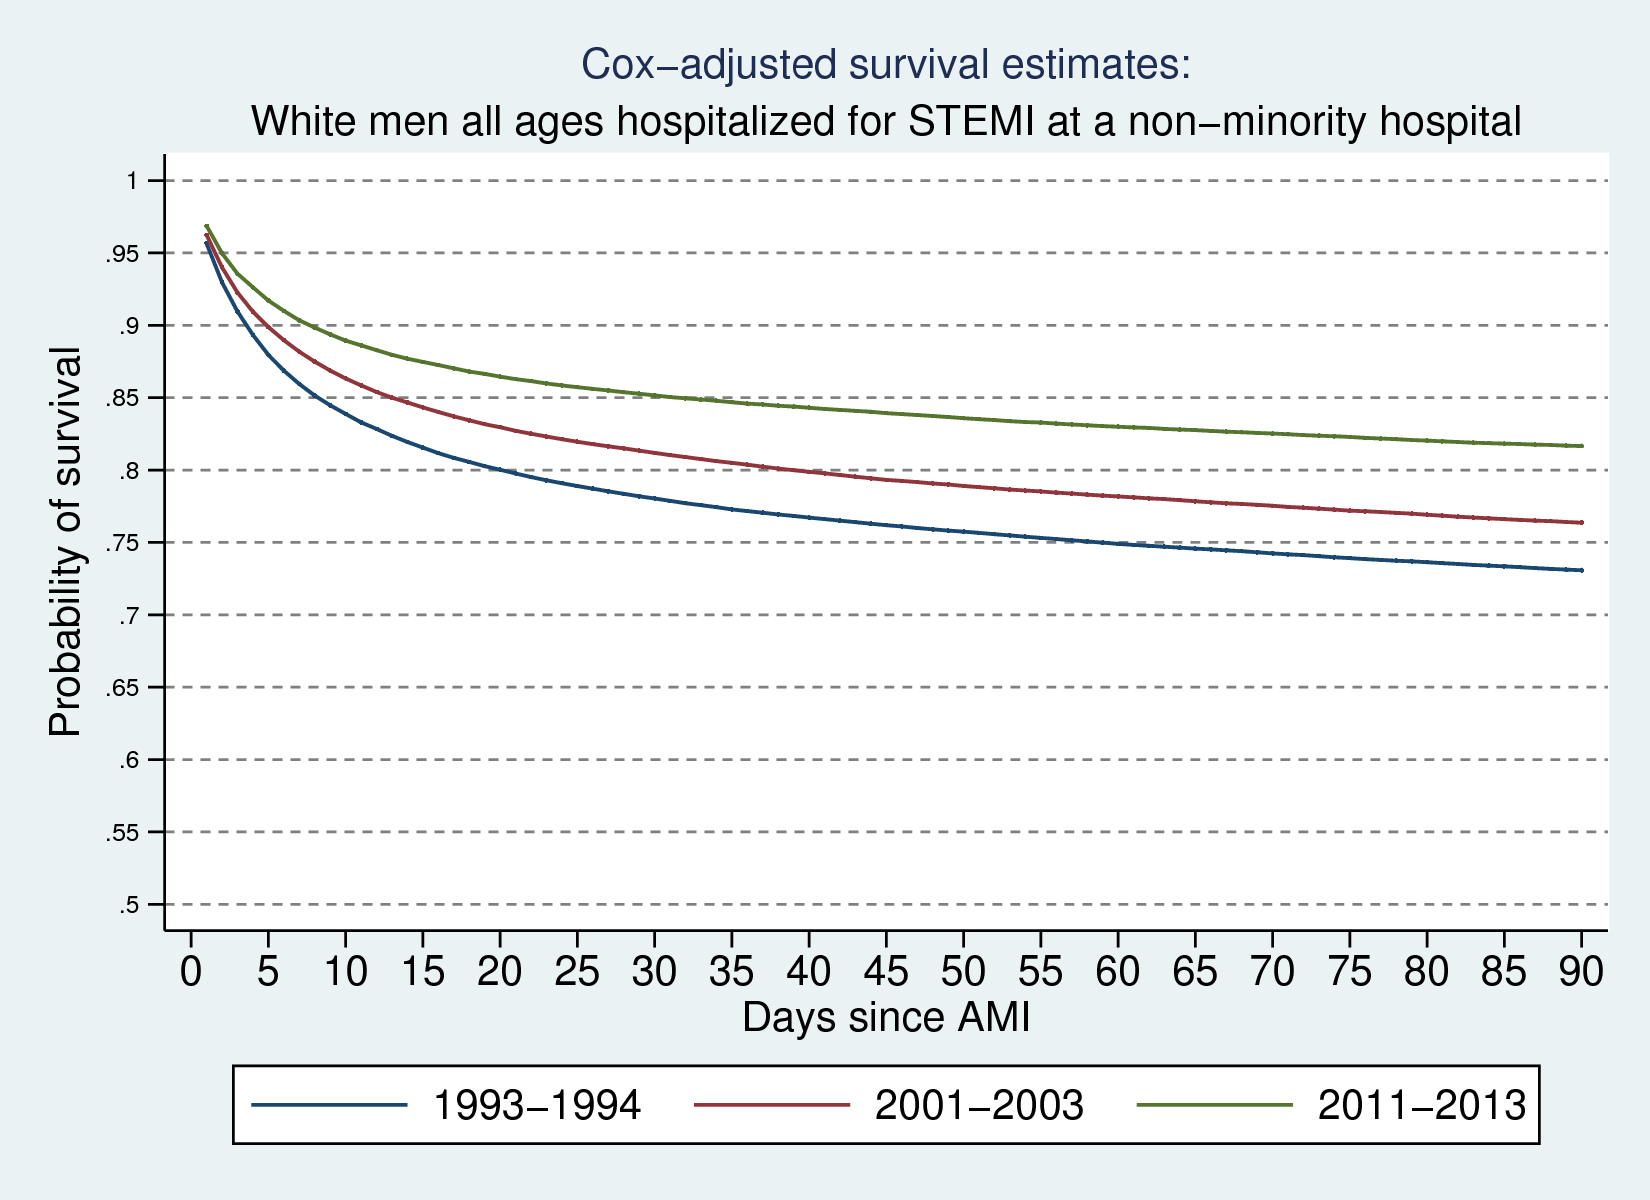 Cox–adjusted survival estimates:
White men all ages hospitalized for STEMI at a non–minority hospital
Probability of survival
1
.95
.9
.85
.8
.75
.7
.65
.6
.55
.5
0 5 10 15 20 25 30 35 40 45 50 55 60 65 70 75 80 85 90
Days since AMI
1993–1994 2001–2003 2011–2013